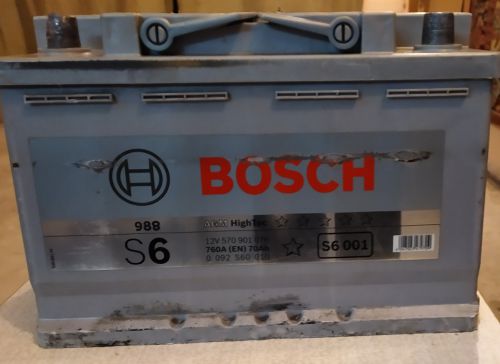 BOSCH
988
S6
HighTec
12V 570 901 076
760A (EN) 70Ah
0 092 S60 010
S6 001